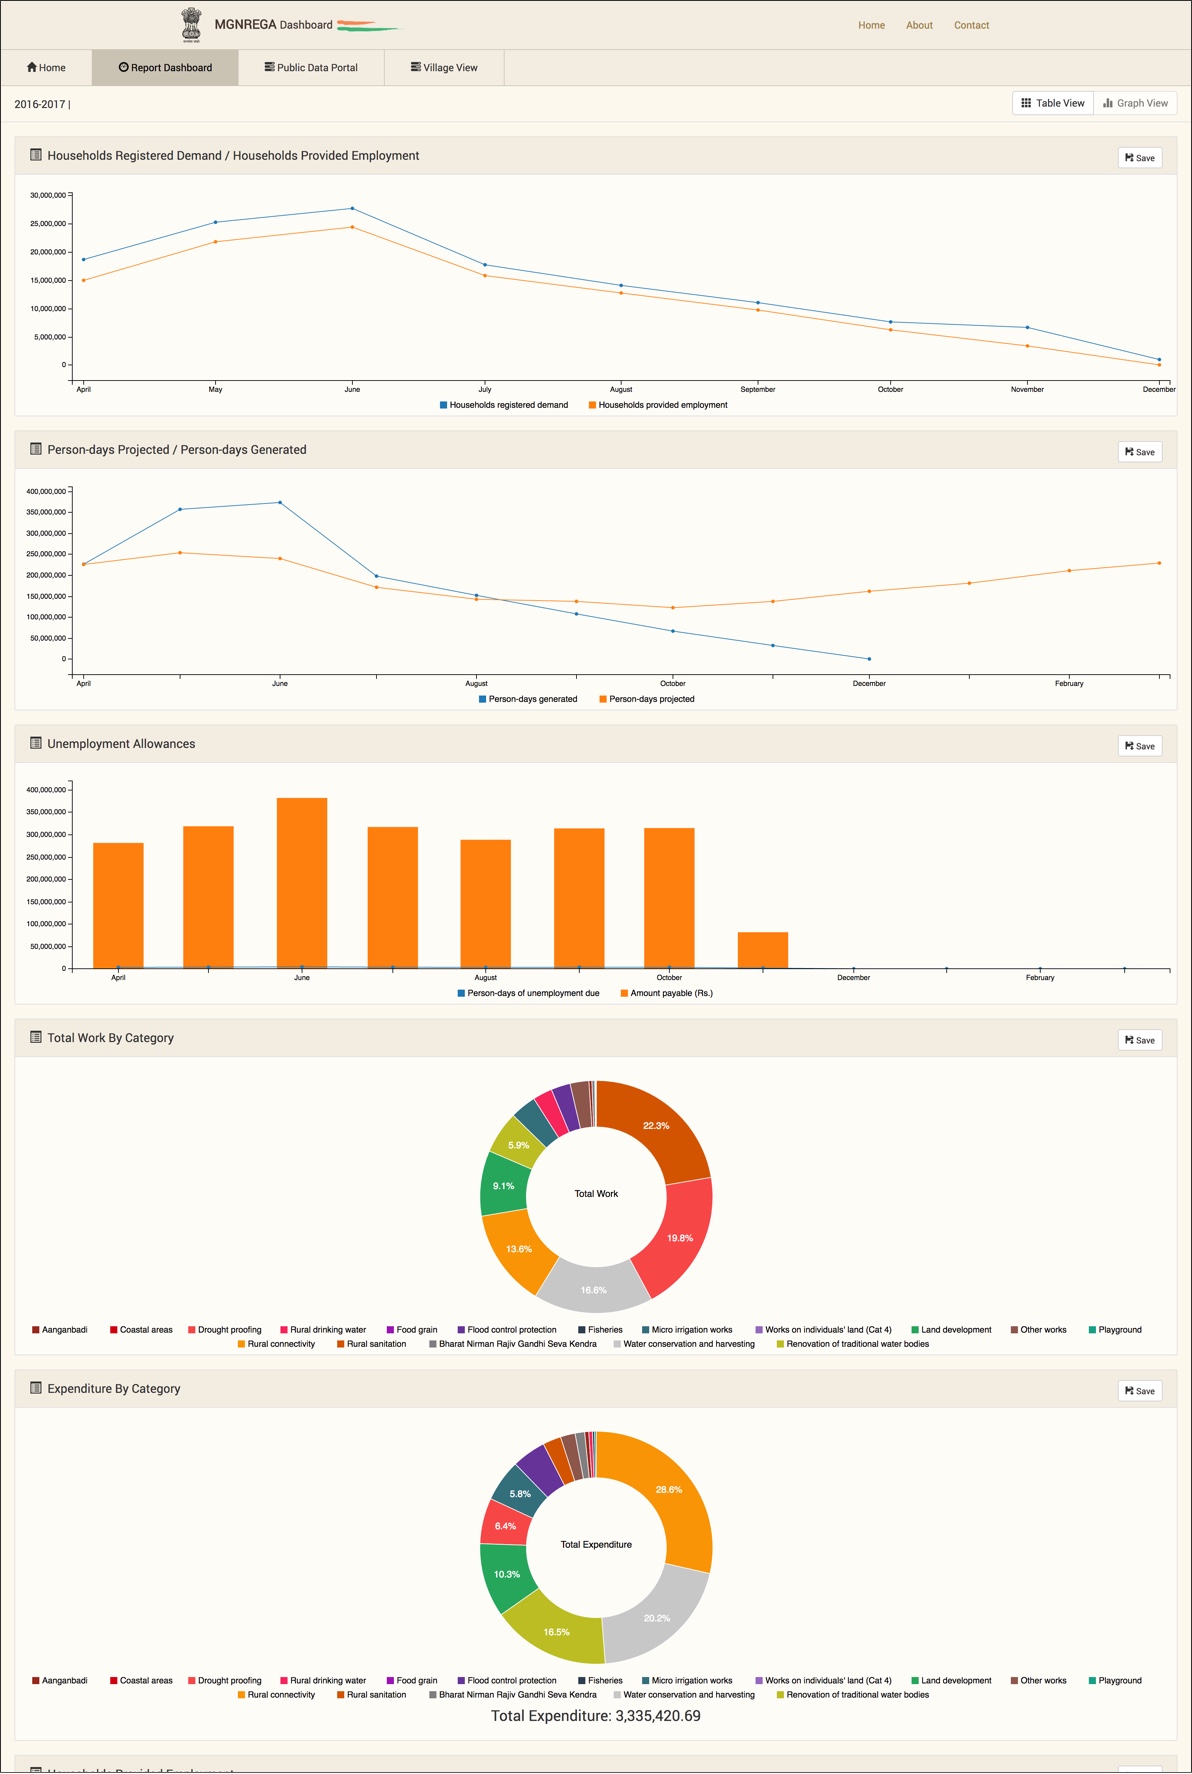 MGNREGA Dashboard
Home About Contact
Home Report Dashboard Public Data Portal Village View
2016-2017 |
Table View Graph View
Households Registered Demand / Households Provided Employment
Save
30,000,000
25,000,000
20,000,000
15,000,000
10,000,000
5,000,000
0
April May June July August September October November December
Households registered demand Households provided employment
Person-days Projected / Person-days Generated
Save
400,000,000
350,000,000
300,000,000
250,000,000
200,000,000
150,000,000
100,000,000
50,000,000
0
April June August October December February
Person-days generated Person-days projected
Unemployment Allowances
Save
400,000,000
350,000,000
300,000,000
250,000,000
200,000,000
150,000,000
100,000,000
50,000,000
0
April June August October December February
Person-days of unemployment due Amount payable (Rs.)
Total Work By Category
Save
22.3%
5.9%
9.1%
Total Work
19.8%
13.6%
16.6%
Aanganbadi Coastal areas Drought proofing Rural drinking water Food grain Flood control protection Fisheries Micro irrigation works Works on individuals' land (Cat 4) Land development Other works Playground
Rural connectivity Rural sanitation Bharat Nirman Rajiv Gandhi Seva Kendra Water conservation and harvesting Renovation of traditional water bodies
Expenditure By Category
Save
28.6%
5.8%
6.4%
Total Expenditure
10.3%
20.2%
16.5%
Aanganbadi Coastal areas Drought proofing Rural drinking water Food grain Flood control protection Fisheries Micro irrigation works Works on individuals' land (Cat 4) Land development Other works Playground
Rural connectivity Rural sanitation Bharat Nirman Rajiv Gandhi Seva Kendra Water conservation and harvesting Renovation of traditional water bodies
Total Expenditure: 3,335,420.69